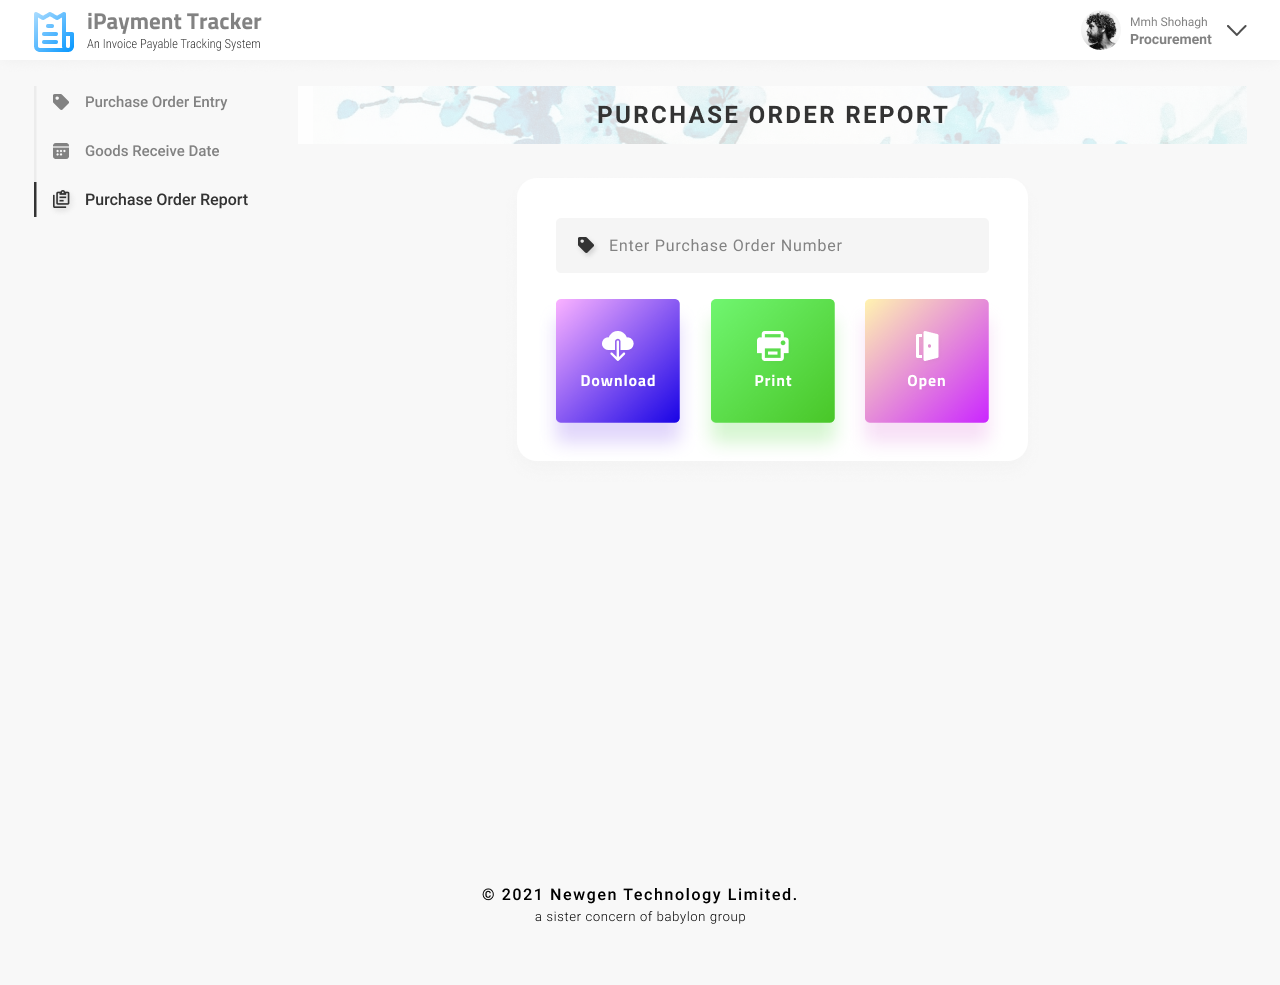 iPayment Tracker
An Invoice Payable Tracking System
Mmh Shohagh
Procurement
Purchase Order Entry
Goods Receive Date
Purchase Order Report
PURCHASE ORDER REPORT
Enter Purchase Order Number
Download
Print
Open
© 2021 Newgen Technology Limited.
a sister concern of babylon group